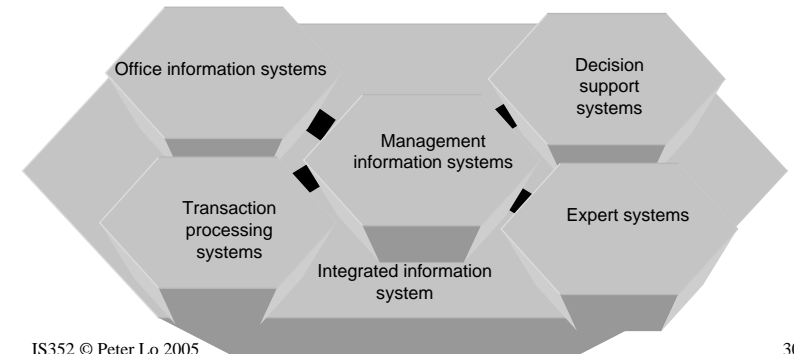 Office information systems
Decision
support
systems
Management
information systems
Transaction
processing
systems
Expert systems
Integrated information
system
IS352 © Peter Lo 2005
30